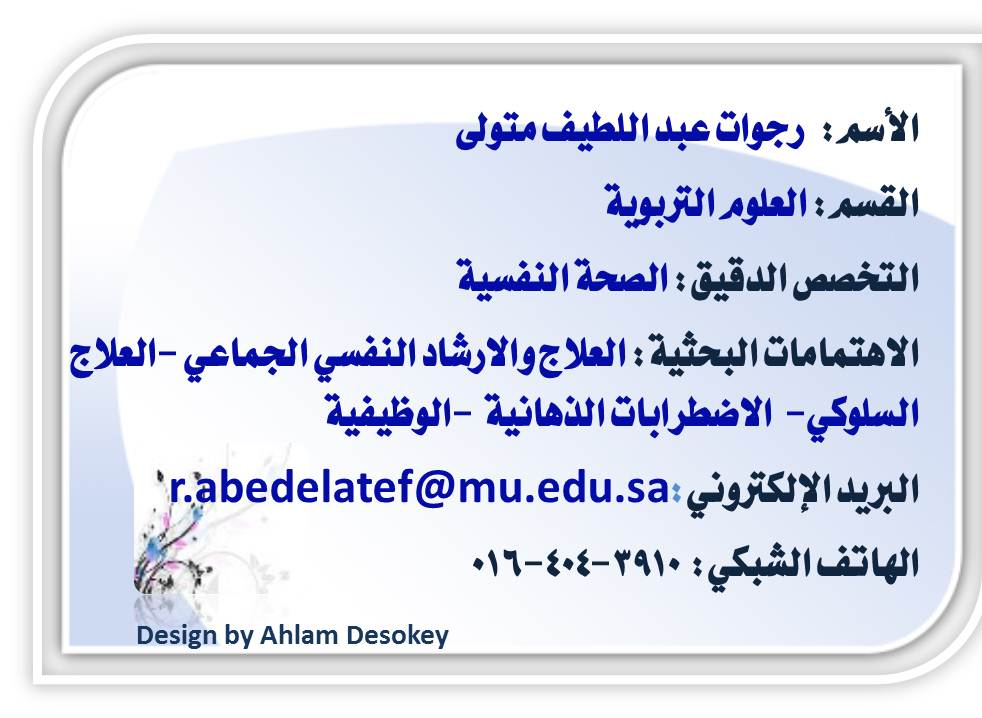 الأسم: رجوات عبد اللطيف متولى
القسم: العلوم التربوية
التخصص الدقيق: الصحة النفسية
الاهتمامات البحثية: العلاج والارشاد النفسي الجماعي -العلاج
السلوكي- الاضطرابات الذهانية -الوظيفية
البريد الإلكتروني:r.abedelatef@mu.edu.sa
الهاتف الشبكي: ٣٩١٠-٤٠٤-٠١٦
Design by Ahlam Desokey